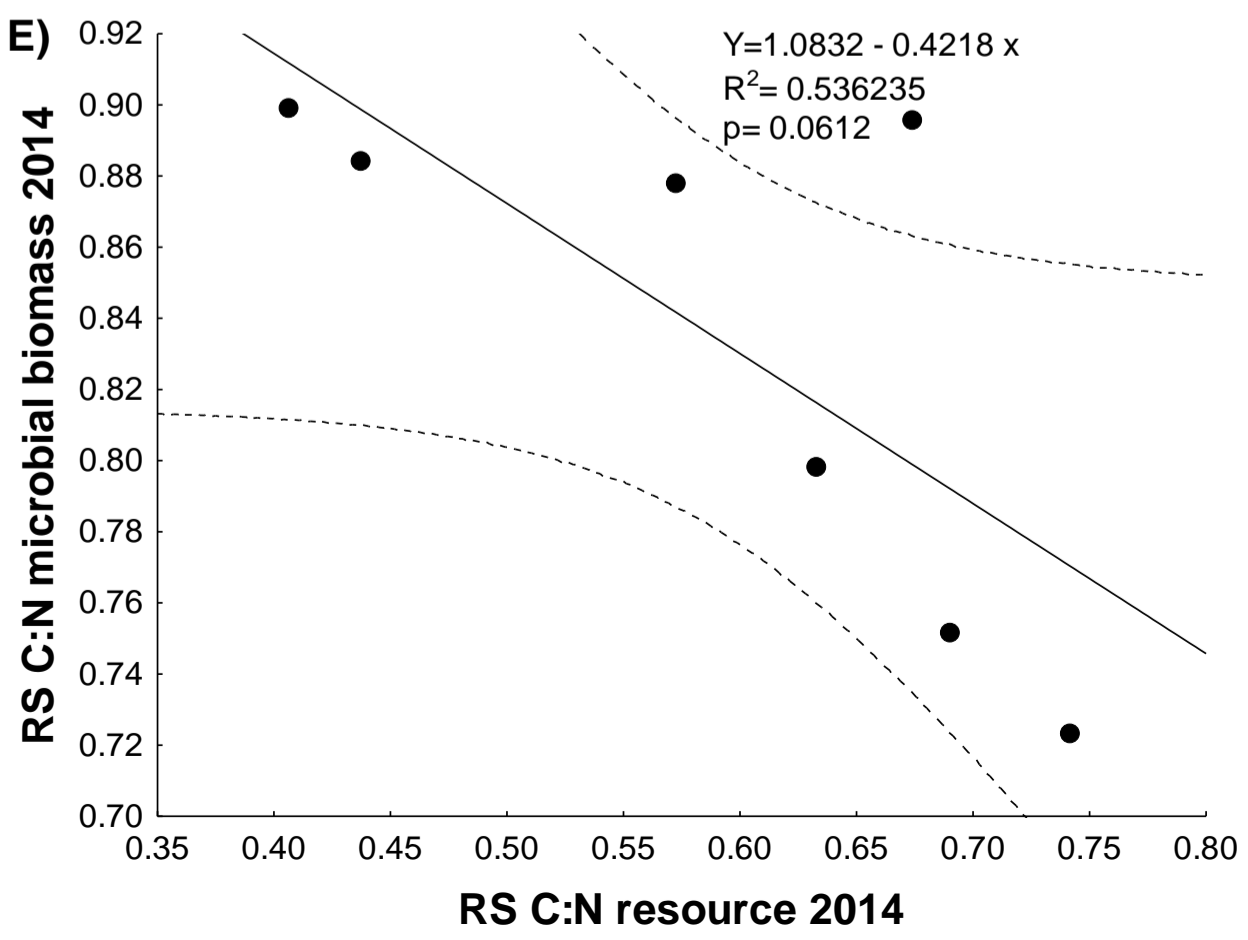 E)
Y=1.0832 - 0.4218 x
R²= 0.536235
p= 0.0612
RS C:N microbial biomass 2014
0.92
0.90
0.88
0.86
0.84
0.82
0.80
0.78
0.76
0.74
0.72
0.70
0.35 0.40 0.45 0.50 0.55 0.60 0.65 0.70 0.75 0.80
RS C:N resource 2014